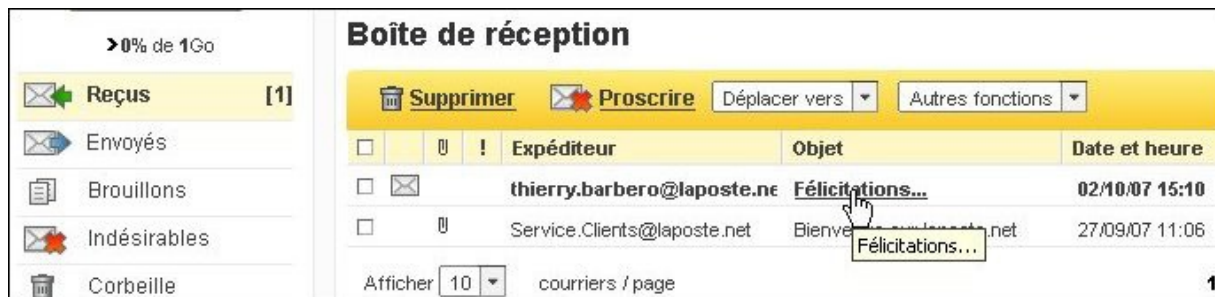 >0% de 1Go
Reçus [1]
Envoyés
Brouillons
Indésirables
Corbeille
Boîte de réception
Supprimer Proscrire Déplacer vers Autres fonctions
! Expéditeur Objet Date et heure
thierry.barbero@laposte.ne Félicitations... 02/10/07 15:10
Service.Clients@laposte.net 27/09/07 11:06
Félicitations...
Afficher 10 courriers / page 1